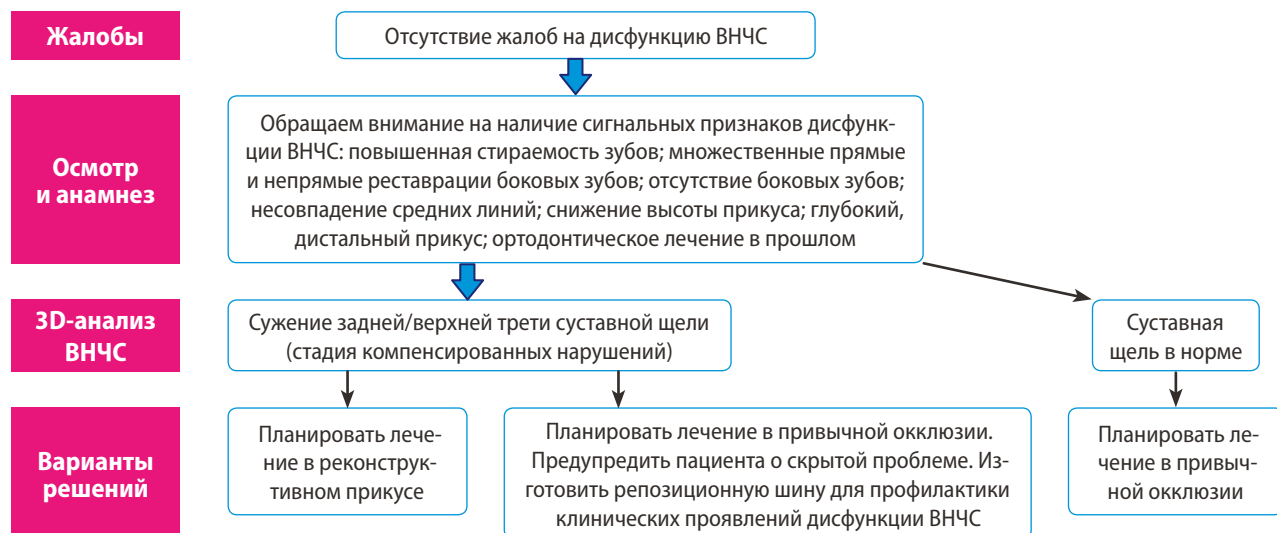 Жалобы
Отсутствие жалоб на дисфункцию ВНЧС
Осмотр
и анамнез
Обращаем внимание на наличие сигнальных признаков дисфунк-
ции ВНЧС: повышенная стираемость зубов; множественные прямые
и непрямые реставрации боковых зубов; отсутствие боковых зубов;
несовпадение средних линий; снижение высоты прикуса; глубокий,
дистальный прикус; ортодонтическое лечение в прошлом
3D-анализ
ВНЧС
Сужение задней/верхней трети суставной щели
(стадия компенсированных нарушений)
Суставная
щель в норме
Варианты
решений
Планировать лече-
ние в реконструк-
тивном прикусе
Планировать лечение в привычной окклюзии.
Предупредить пациента о скрытой проблеме. Из-
готовить репозиционную шину для профилактики
клинических проявлений дисфункции ВНЧС
Планировать ле-
чение в привыч-
ной окклюзии